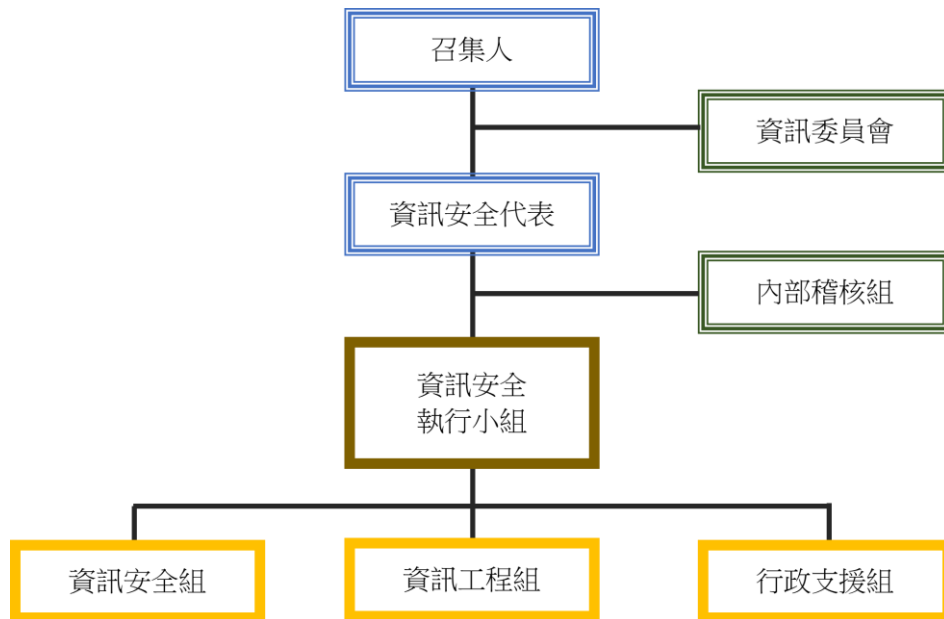 召集人
資訊委員會
資訊安全代表
內部稽核組
資訊安全
執行小組
資訊安全組
資訊工程組
行政支援組